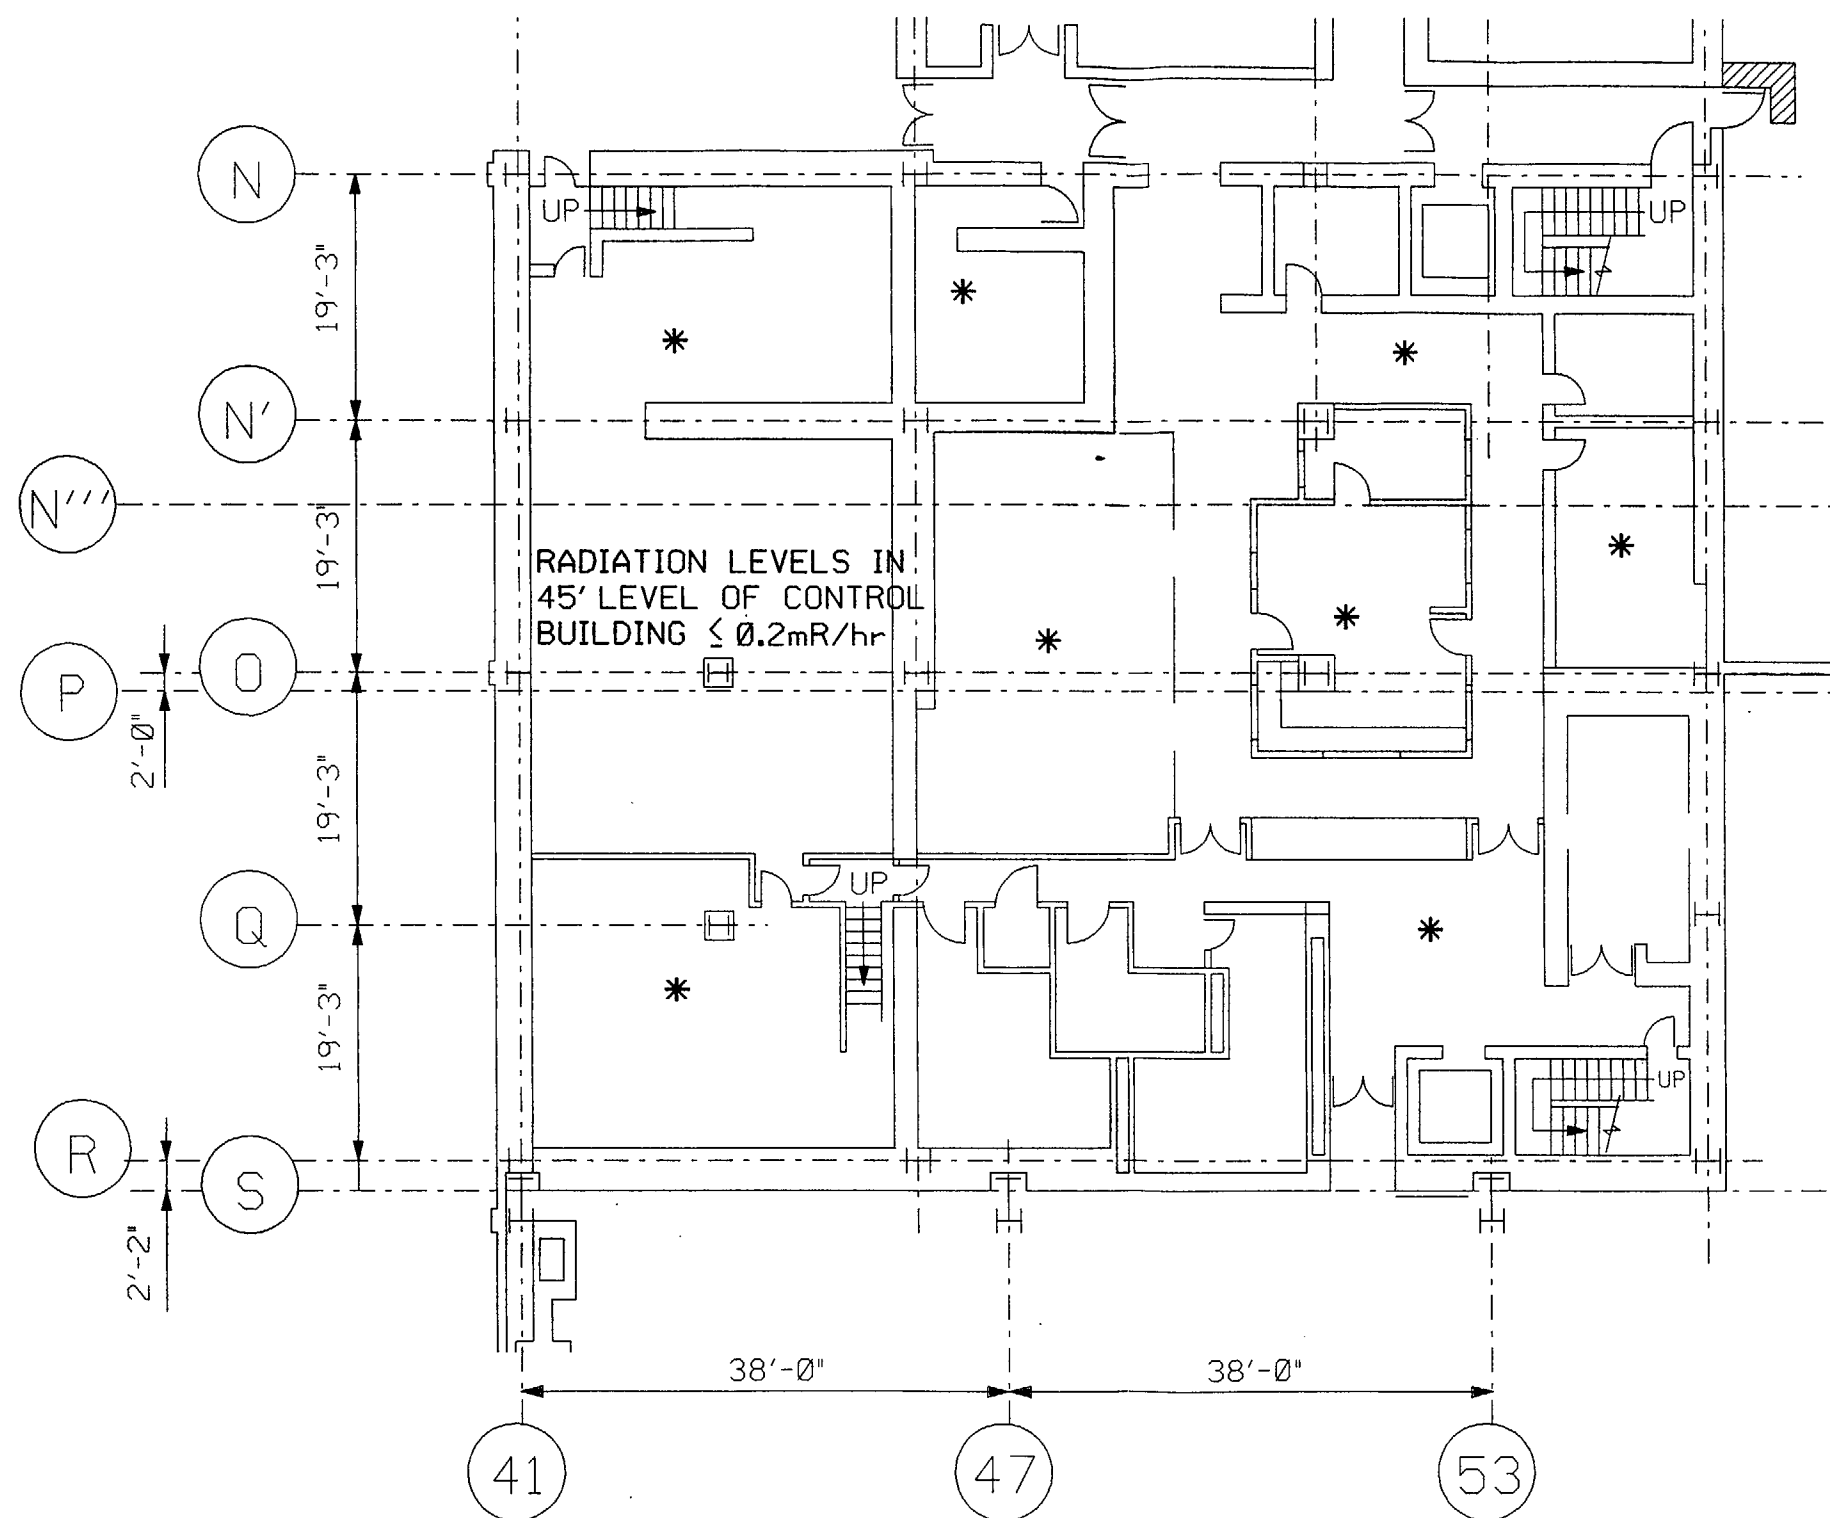 N
UP
UP
19'-3"
N'
19'-3"
N'''
RADIATION LEVELS IN
45' LEVEL OF CONTROL
BUILDING ≤ 0.2mR/hr
O
P
2'-0"
19'-3"
UP
Q
19'-3"
UP
R
S
2'-2"
38'-0"
38'-0"
41
47
53